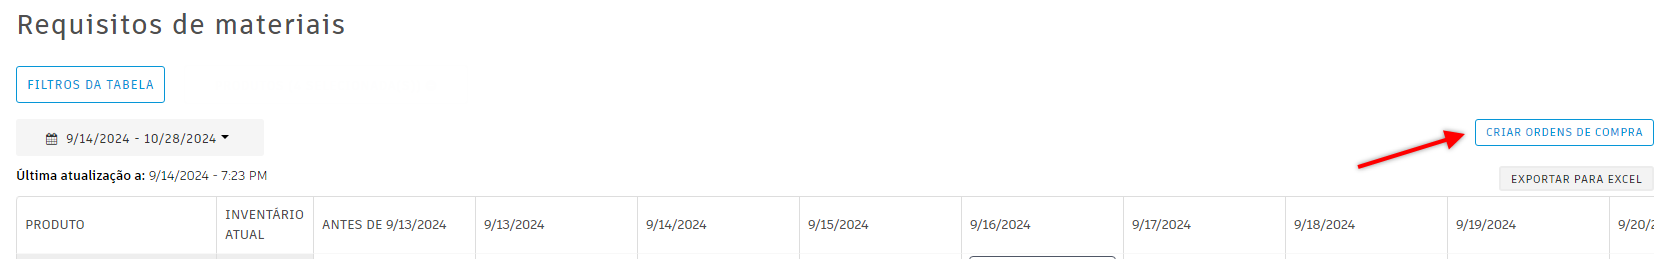 Requisitos de materiais
FILTROS DA TABELA
9/14/2024 - 10/28/2024
CRIAR ORDENS DE COMPRA
Última atualização a: 9/14/2024 - 7:23 PM
EXPORTAR PARA EXCEL
PRODUTO
INVENTÁRIO
ATUAL
ANTES DE 9/13/2024
9/13/2024
9/14/2024
9/15/2024
9/16/2024
9/17/2024
9/18/2024
9/19/2024
9/20/2